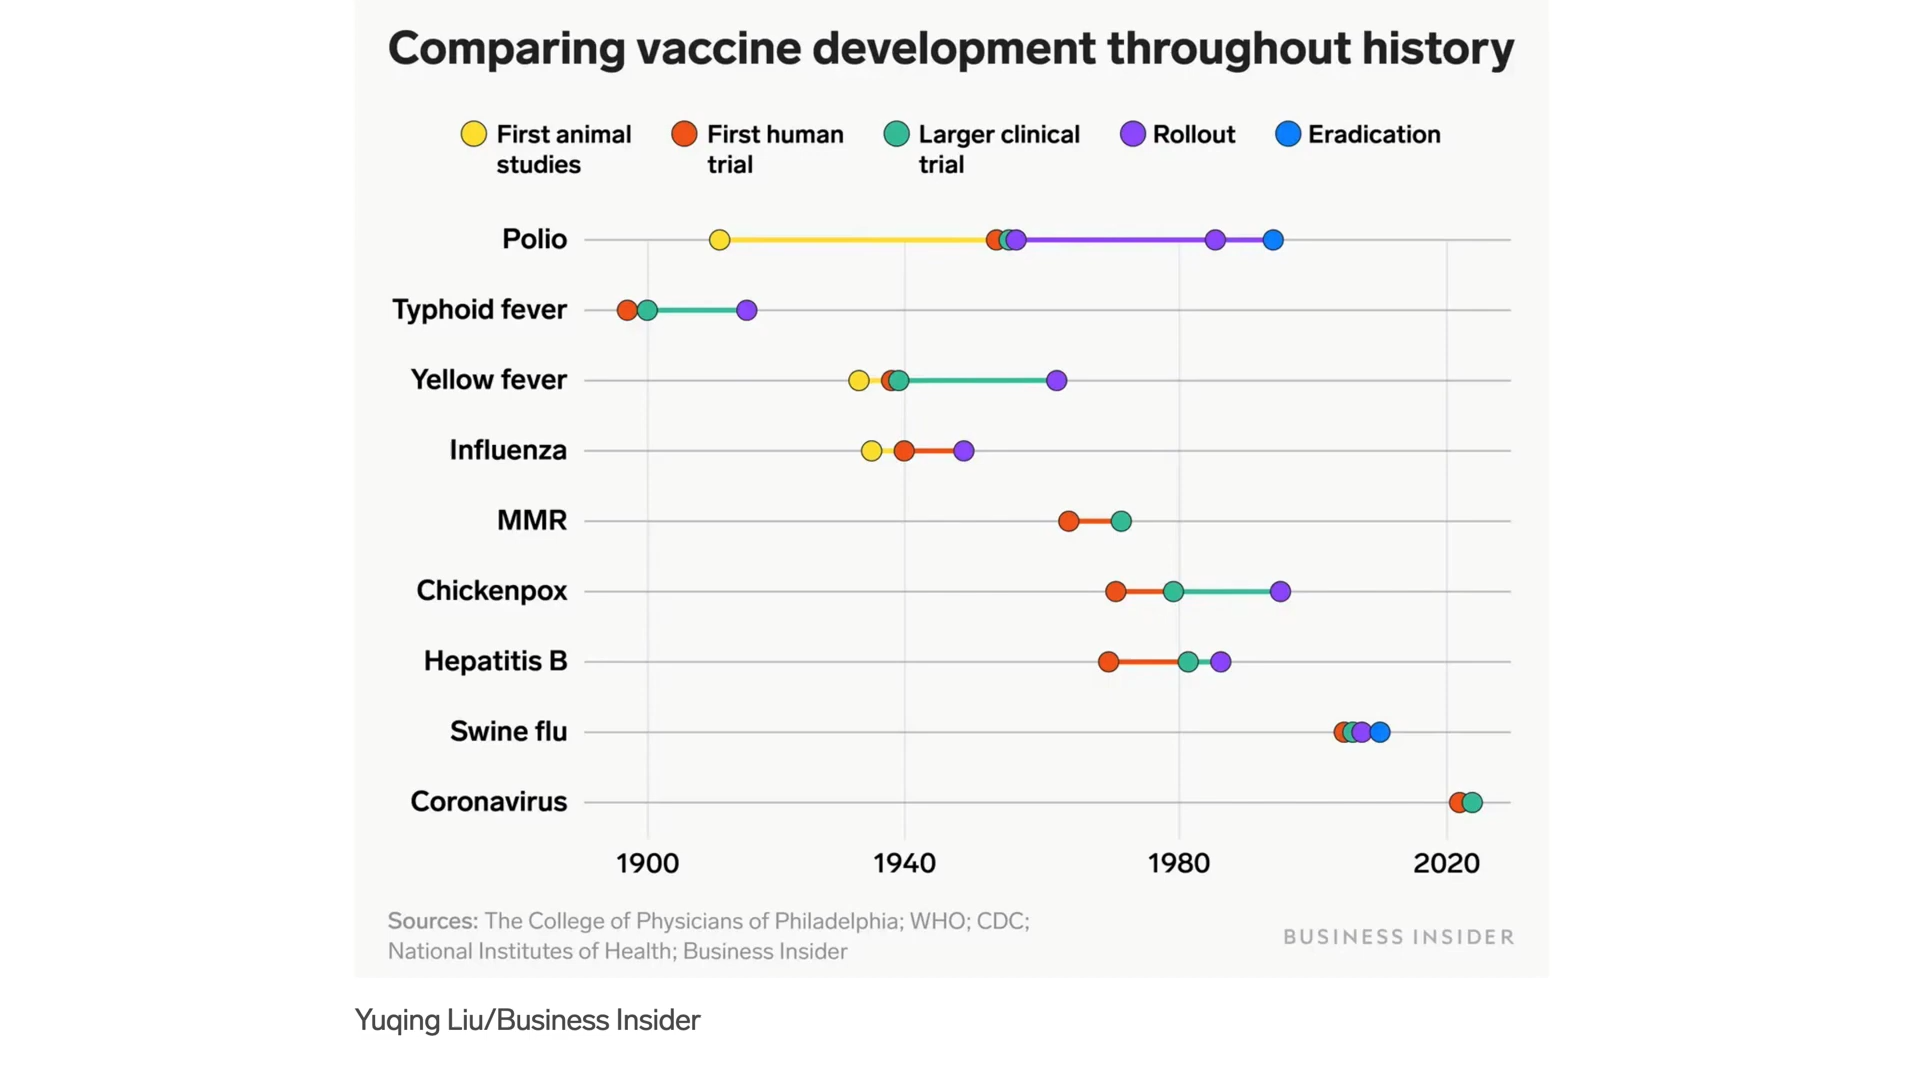 Comparing vaccine development throughout history
First animal
studies
First human
trial
Larger clinical
trial
Rollout
Eradication
Polio
Typhoid fever
Yellow fever
Influenza
MMR
Chickenpox
Hepatitis B
Swine flu
Coronavirus
1900 1940 1980 2020
Sources: The College of Physicians of Philadelphia; WHO; CDC;
National Institutes of Health; Business Insider
BUSINESS INSIDER
Yuqing Liu/Business Insider